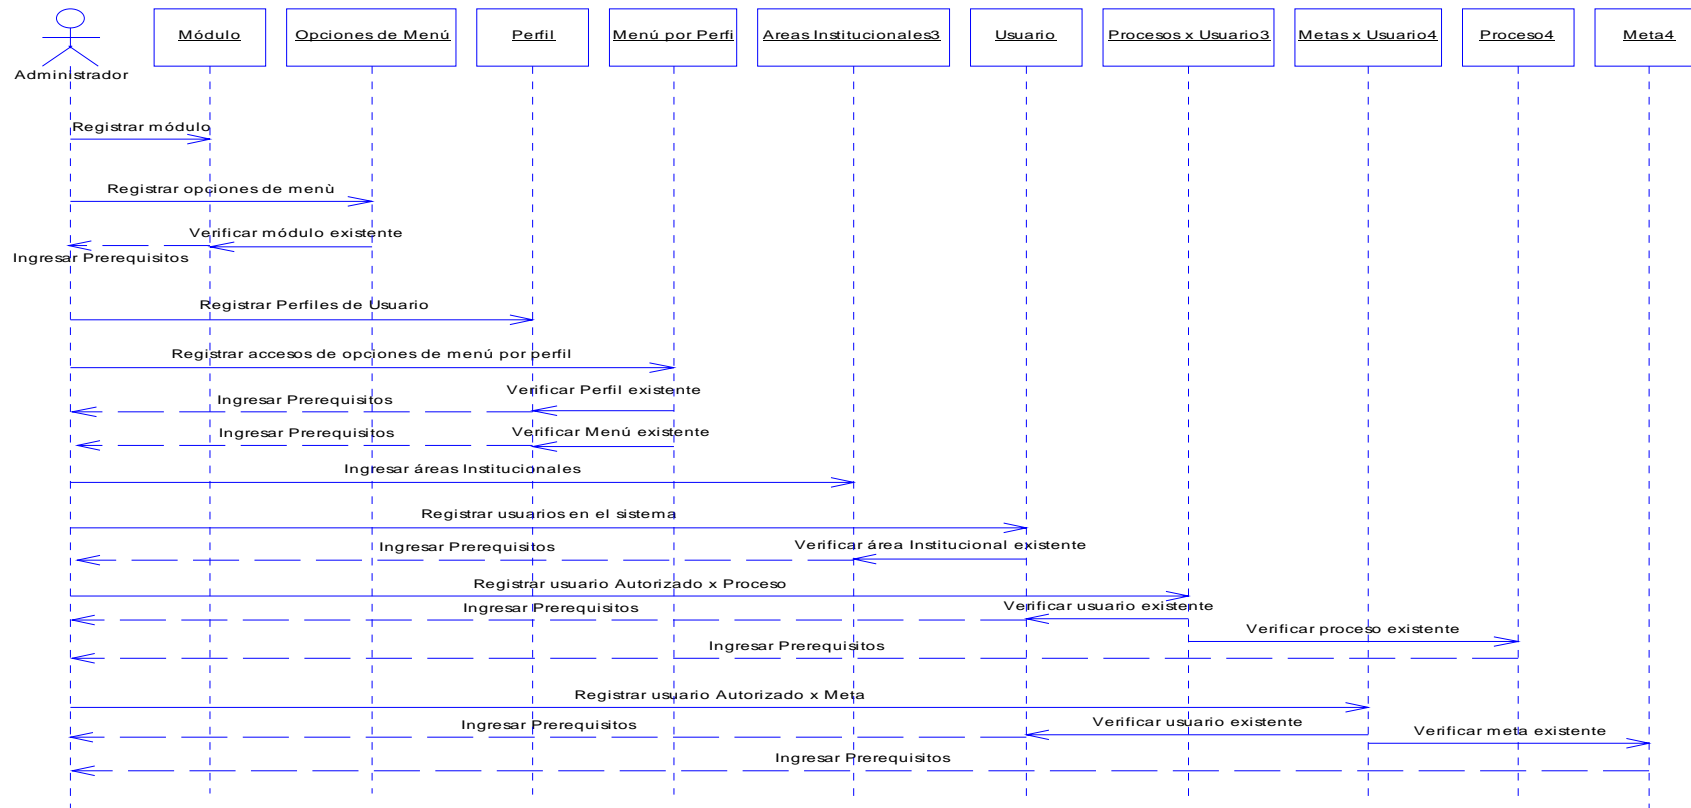 Módulo
Opciones de Menú
Perfil
Menú por Perfi
Areas Institucionales3
Usuario
Procesos x Usuario3
Metas x Usuario4
Proceso4
Meta4
Administrador
Registrar módulo
Registrar opciones de menù
Verificar módulo existente
Ingresar Prerequisitos
Registrar Perfiles de Usuario
Registrar accesos de opciones de menú por perfil
Verificar Perfil existente
Ingresar Prerequisitos
Verificar Menú existente
Ingresar Prerequisitos
Ingresar áreas Institucionales
Registrar usuarios en el sistema
Verificar área Institucional existente
Ingresar Prerequisitos
Registrar usuario Autorizado x Proceso
Verificar usuario existente
Ingresar Prerequisitos
Verificar proceso existente
Ingresar Prerequisitos
Registrar usuario Autorizado x Meta
Verificar usuario existente
Ingresar Prerequisitos
Verificar meta existente
Ingresar Prerequisitos